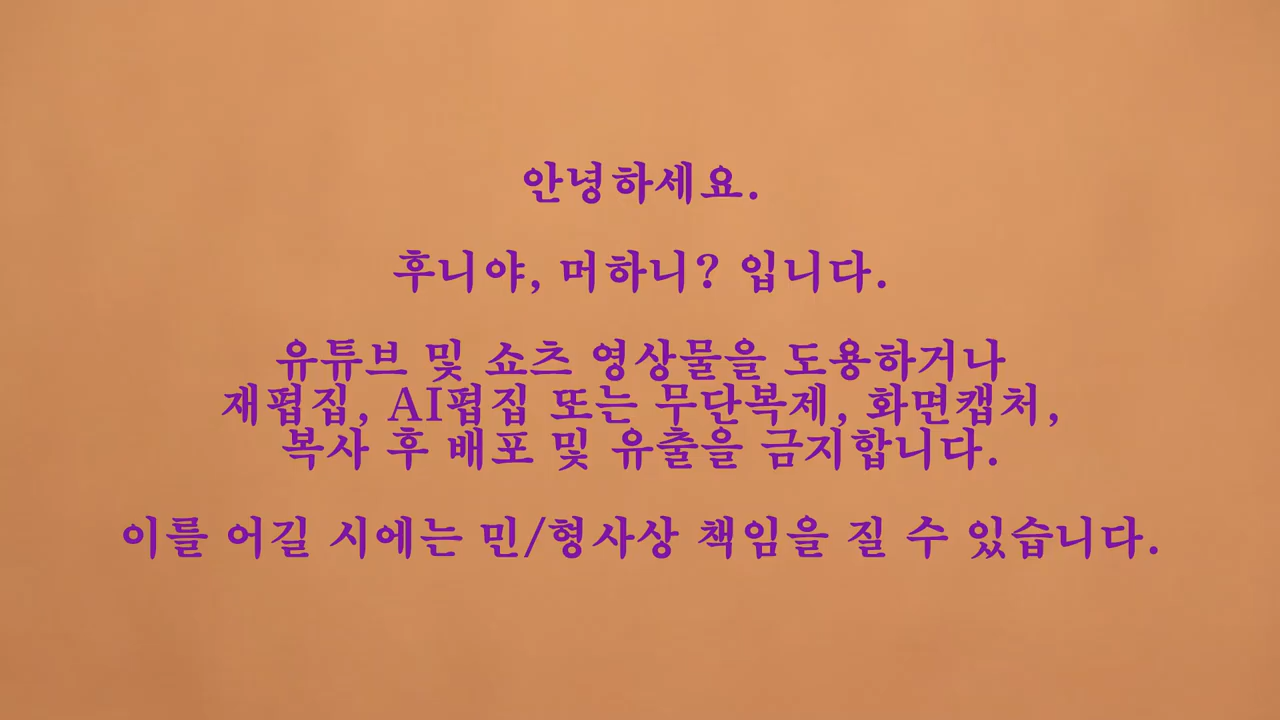 안녕하세요.
후니야, 머하니? 입니다.
유튜브 및 쇼츠 영상물을 도용하거나
재편집, AI편집 또는 무단복제, 화면캡처,
복사 후 배포 및 유출을 금지합니다.
이를 어길 시에는 민/형사상 책임을 질 수 있습니다.